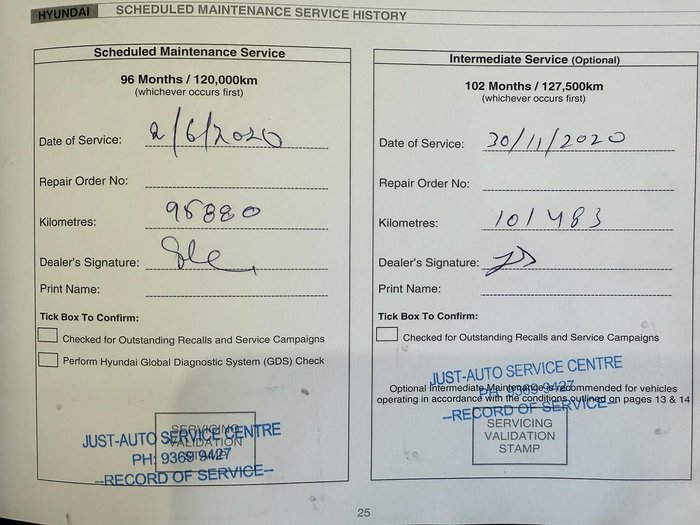 HYUNDAI SCHEDULED MAINTENANCE SERVICE HISTORY
Scheduled Maintenance Service
96 Months / 120,000km
(whichever occurs first)
Date of Service: 2/6/2020
Repair Order No:
Kilometres: 95880
Dealer's Signature:
Print Name:
Tick Box To Confirm:
Checked for Outstanding Recalls and Service Campaigns
Perform Hyundai Global Diagnostic System (GDS) Check
SERVICING
VALIDATION
STAMP
JUST-AUTO SERVICE CENTRE
PH: 9369 9427
--RECORD OF SERVICE--
Intermediate Service (Optional)
102 Months / 127,500km
(whichever occurs first)
Date of Service: 30/11/2020
Repair Order No:
Kilometres: 101483
Dealer's Signature:
Print Name:
Tick Box To Confirm:
Checked for Outstanding Recalls and Service Campaigns
JUST-AUTO SERVICE CENTRE
PH: 9369 9427
--RECORD OF SERVICE--
Optional Intermediate Maintenance is recommended for vehicles
operating in accordance with the conditions outlined on pages 13 & 14
SERVICING
VALIDATION
STAMP
25